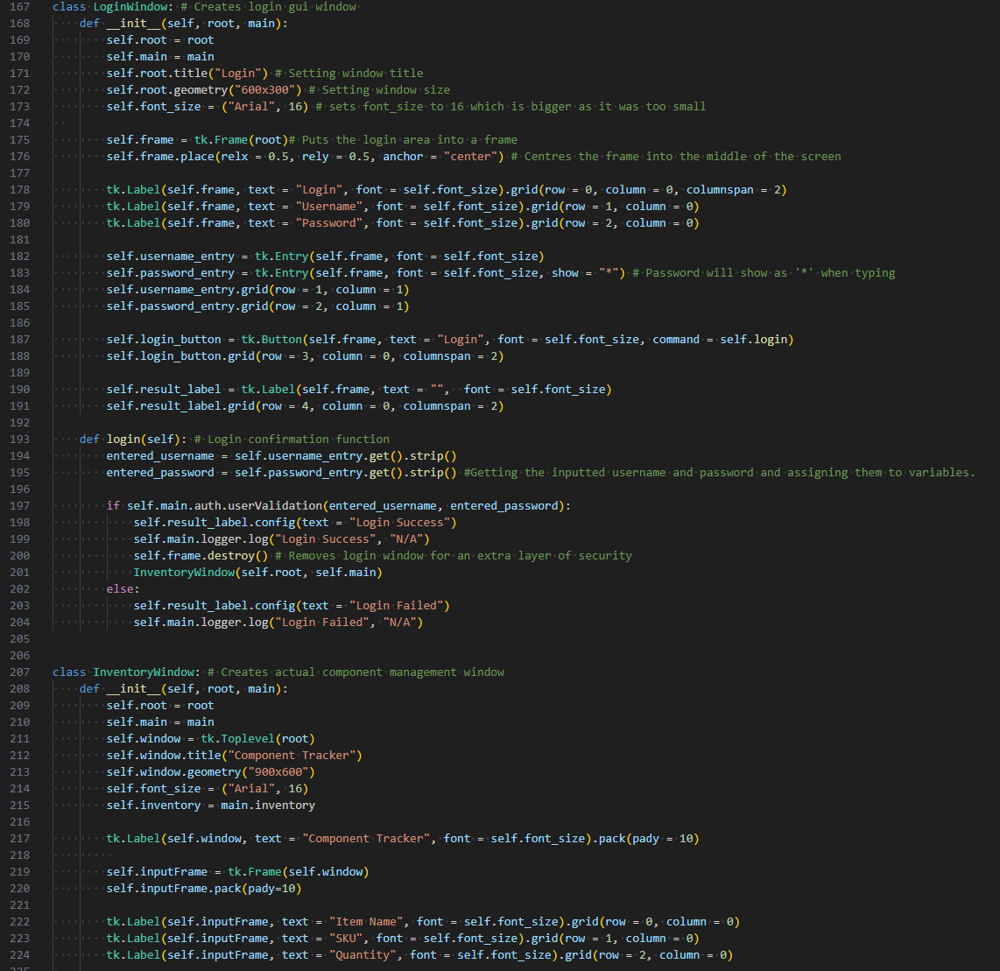 167 class LoginWindow: # Creates login gui window
168     def __init__(self, root, main):
169         self.root = root
170         self.main = main
171         self.root.title("Login") # Setting window title
172         self.root.geometry("600x300") # Setting window size
173         self.font_size = ("Arial", 16) # sets font_size to 16 which is bigger as it was too small
174
175         self.frame = tk.Frame(root)# Puts the login area into a frame
176         self.frame.place(relx = 0.5, rely = 0.5, anchor = "center") # Centres the frame into the middle of the screen
177
178         tk.Label(self.frame, text = "Login", font = self.font_size).grid(row = 0, column = 0, columnspan = 2)
179         tk.Label(self.frame, text = "Username", font = self.font_size).grid(row = 1, column = 0)
180         tk.Label(self.frame, text = "Password", font = self.font_size).grid(row = 2, column = 0)
181
182         self.username_entry = tk.Entry(self.frame, font = self.font_size)
183         self.password_entry = tk.Entry(self.frame, font = self.font_size, show = "*") # Password will show as '*' when typing
184         self.username_entry.grid(row = 1, column = 1)
185         self.password_entry.grid(row = 2, column = 1)
186
187         self.login_button = tk.Button(self.frame, text = "Login", font = self.font_size, command = self.login)
188         self.login_button.grid(row = 3, column = 0, columnspan = 2)
189
190         self.result_label = tk.Label(self.frame, text = "",  font = self.font_size)
191         self.result_label.grid(row = 4, column = 0, columnspan = 2)
192
193     def login(self): # Login confirmation function
194         entered_username = self.username_entry.get().strip()
195         entered_password = self.password_entry.get().strip() #Getting the inputted username and password and assigning them to variables.
196
197         if self.main.auth.userValidation(entered_username, entered_password):
198             self.result_label.config(text = "Login Success")
199             self.main.logger.log("Login Success", "N/A")
200             self.frame.destroy() # Removes login window for an extra layer of security
201             InventoryWindow(self.root, self.main)
202         else:
203             self.result_label.config(text = "Login Failed")
204             self.main.logger.log("Login Failed", "N/A")
205
206
207 class InventoryWindow: # Creates actual component management window
208     def __init__(self, root, main):
209         self.root = root
210         self.main = main
211         self.window = tk.Toplevel(root)
212         self.window.title("Component Tracker")
213         self.window.geometry("900x600")
214         self.font_size = ("Arial", 16)
215         self.inventory = main.inventory
216
217         tk.Label(self.window, text = "Component Tracker", font = self.font_size).pack(pady = 10)
218
219         self.inputFrame = tk.Frame(self.window)
220         self.inputFrame.pack(pady=10)
221
222         tk.Label(self.inputFrame, text = "Item Name", font = self.font_size).grid(row = 0, column = 0)
223         tk.Label(self.inputFrame, text = "SKU", font = self.font_size).grid(row = 1, column = 0)
224         tk.Label(self.inputFrame, text = "Quantity", font = self.font_size).grid(row = 2, column = 0)